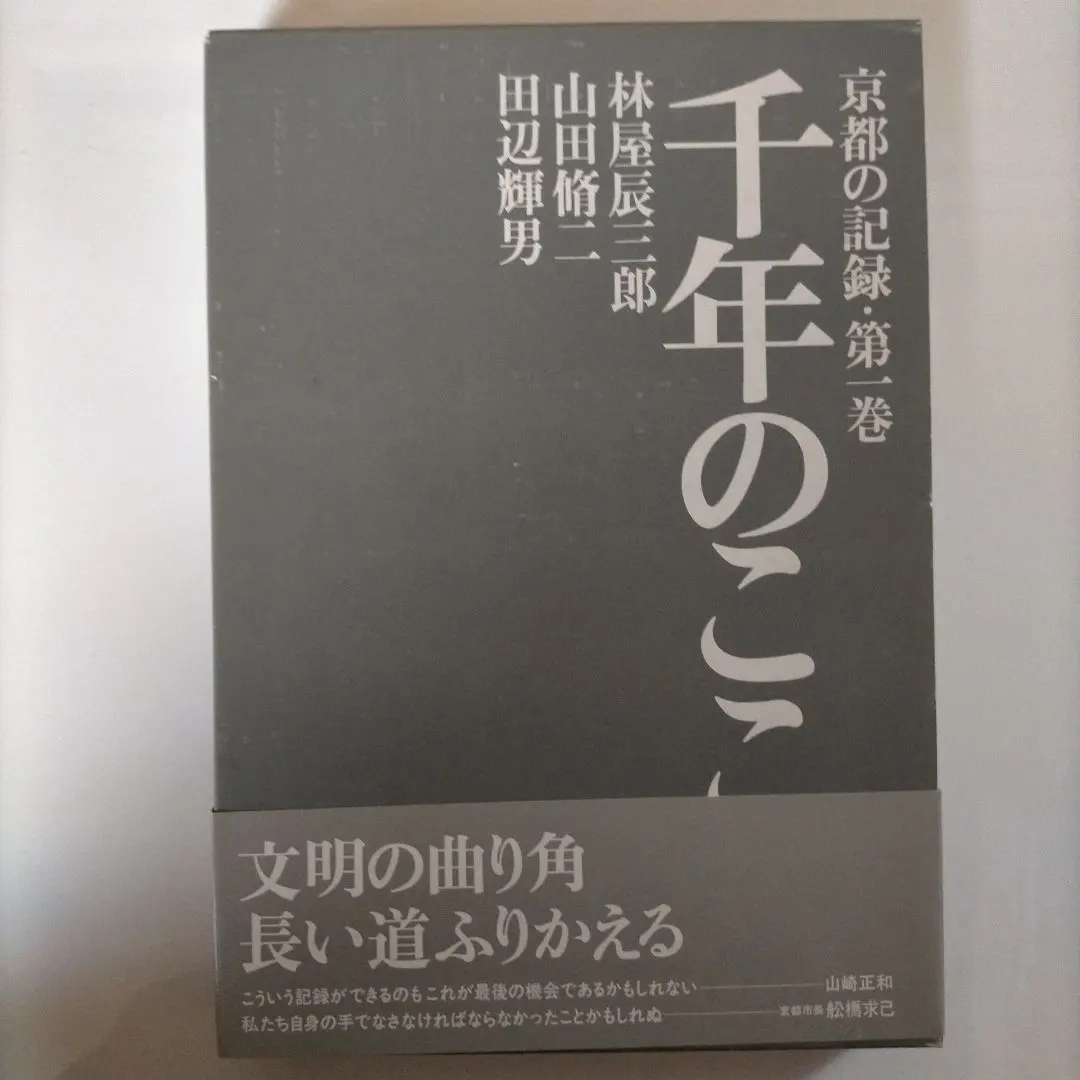 京都の記録・第一巻
千年のここ
林屋辰三郎
山田脩二
田辺輝男
文明の曲り角
長い道ふりかえる
こういう記録ができるのもこれが最後の機会であるかもしれない――山崎正和
私たち自身の手でなさなければならなかったことかもしれぬ――京都市長 舩橋求己